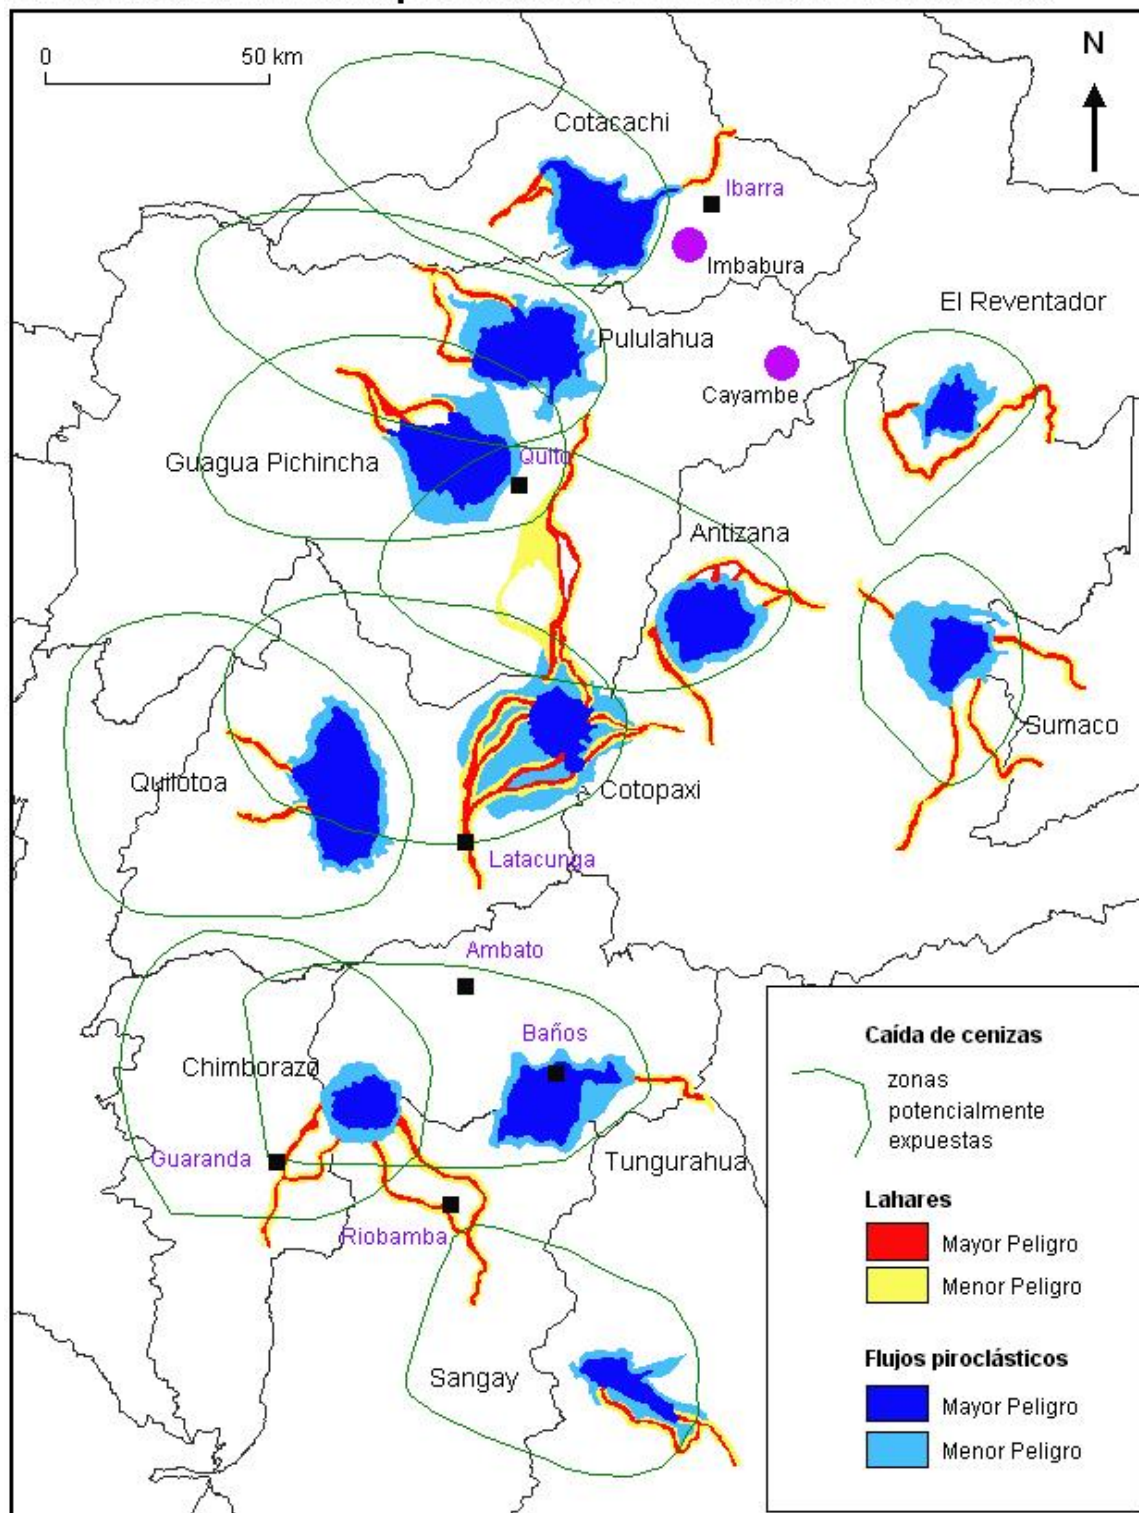 0 50 km
N
Cotacachi
Ibarra
Imbabura
El Reventador
Pululahua
Cayambe
Guagua Pichincha
Quito
Antizana
Sumaco
Quilotoa
Cotopaxi
Latacunga
Ambato
Baños
Chimborazo
Guaranda
Tungurahua
Riobamba
Sangay
Caída de cenizas
zonas
potencialmente
expuestas
Lahares
Mayor Peligro
Menor Peligro
Flujos piroclásticos
Mayor Peligro
Menor Peligro